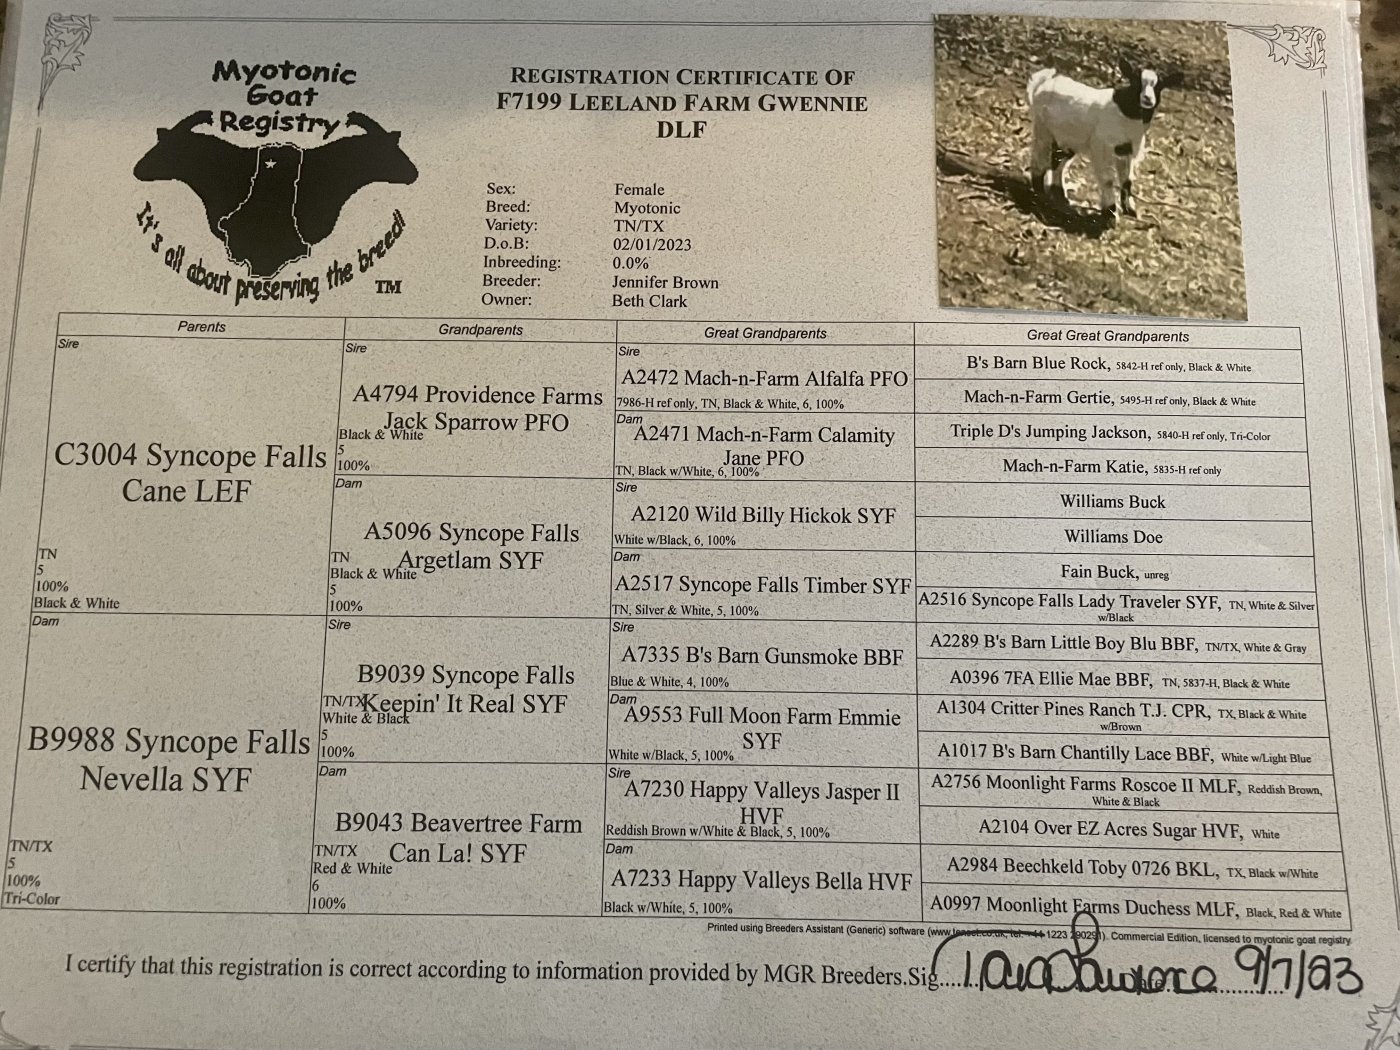 Myotonic
Goat
Registry
It's all about preserving the breed!
TM
REGISTRATION CERTIFICATE OF
F7199 LEELAND FARM GWENNIE
DLF
Sex: Female
Breed: Myotonic
Variety: TN/TX
D.o.B: 02/01/2023
Inbreeding: 0.0%
Breeder: Jennifer Brown
Owner: Beth Clark
Parents
Grandparents
Great Grandparents
Great Great Grandparents
Sire
C3004 Syncope Falls
Cane LEF
TN
5
100%
Black & White
Dam
B9988 Syncope Falls
Nevella SYF
TN/TX
5
100%
Tri-Color
Sire
A4794 Providence Farms
Jack Sparrow PFO
Black & White
5
100%
Dam
A5096 Syncope Falls
Argetlam SYF
TN
Black & White
5
100%
Sire
B9039 Syncope Falls
Keepin' It Real SYF
TN/TX
White & Black
5
100%
Dam
B9043 Beavertree Farm
Can La! SYF
TN/TX
Red & White
6
100%
Sire
A2472 Mach-n-Farm Alfalfa PFO
7986-H ref only, TN, Black & White, 6, 100%
Dam
A2471 Mach-n-Farm Calamity
Jane PFO
TN, Black w/White, 6, 100%
Sire
A2120 Wild Billy Hickok SYF
White w/Black, 6, 100%
Dam
A2517 Syncope Falls Timber SYF
TN, Silver & White, 5, 100%
Sire
A7335 B's Barn Gunsmoke BBF
Blue & White, 4, 100%
Dam
A9553 Full Moon Farm Emmie
SYF
White w/Black, 5, 100%
Sire
A7230 Happy Valleys Jasper II
HVF
Reddish Brown w/White & Black, 5, 100%
Dam
A7233 Happy Valleys Bella HVF
Black w/White, 5, 100%
B's Barn Blue Rock, 5842-H ref only, Black & White
Mach-n-Farm Gertie, 5495-H ref only, Black & White
Triple D's Jumping Jackson, 5840-H ref only, Tri-Color
Mach-n-Farm Katie, 5835-H ref only
Williams Buck
Williams Doe
Fain Buck, unreg
A2516 Syncope Falls Lady Traveler SYF, TN, White & Silver
w/Black
A2289 B's Barn Little Boy Blu BBF, TN/TX, White & Gray
A0396 7FA Ellie Mae BBF, TN, 5837-H, Black & White
A1304 Critter Pines Ranch T.J. CPR, TX, Black & White
w/Brown
A1017 B's Barn Chantilly Lace BBF, White w/Light Blue
A2756 Moonlight Farms Roscoe II MLF, Reddish Brown,
White & Black
A2104 Over EZ Acres Sugar HVF, White
A2984 Beechkeld Toby 0726 BKL, TX, Black w/White
A0997 Moonlight Farms Duchess MLF, Black, Red & White
Printed using Breeders Assistant (Generic) software (www.tenset.co.uk, tel. +44 1223 290291). Commercial Edition, licensed to myotonic goat registry
I certify that this registration is correct according to information provided by MGR Breeders.Sig...... 9/7/23